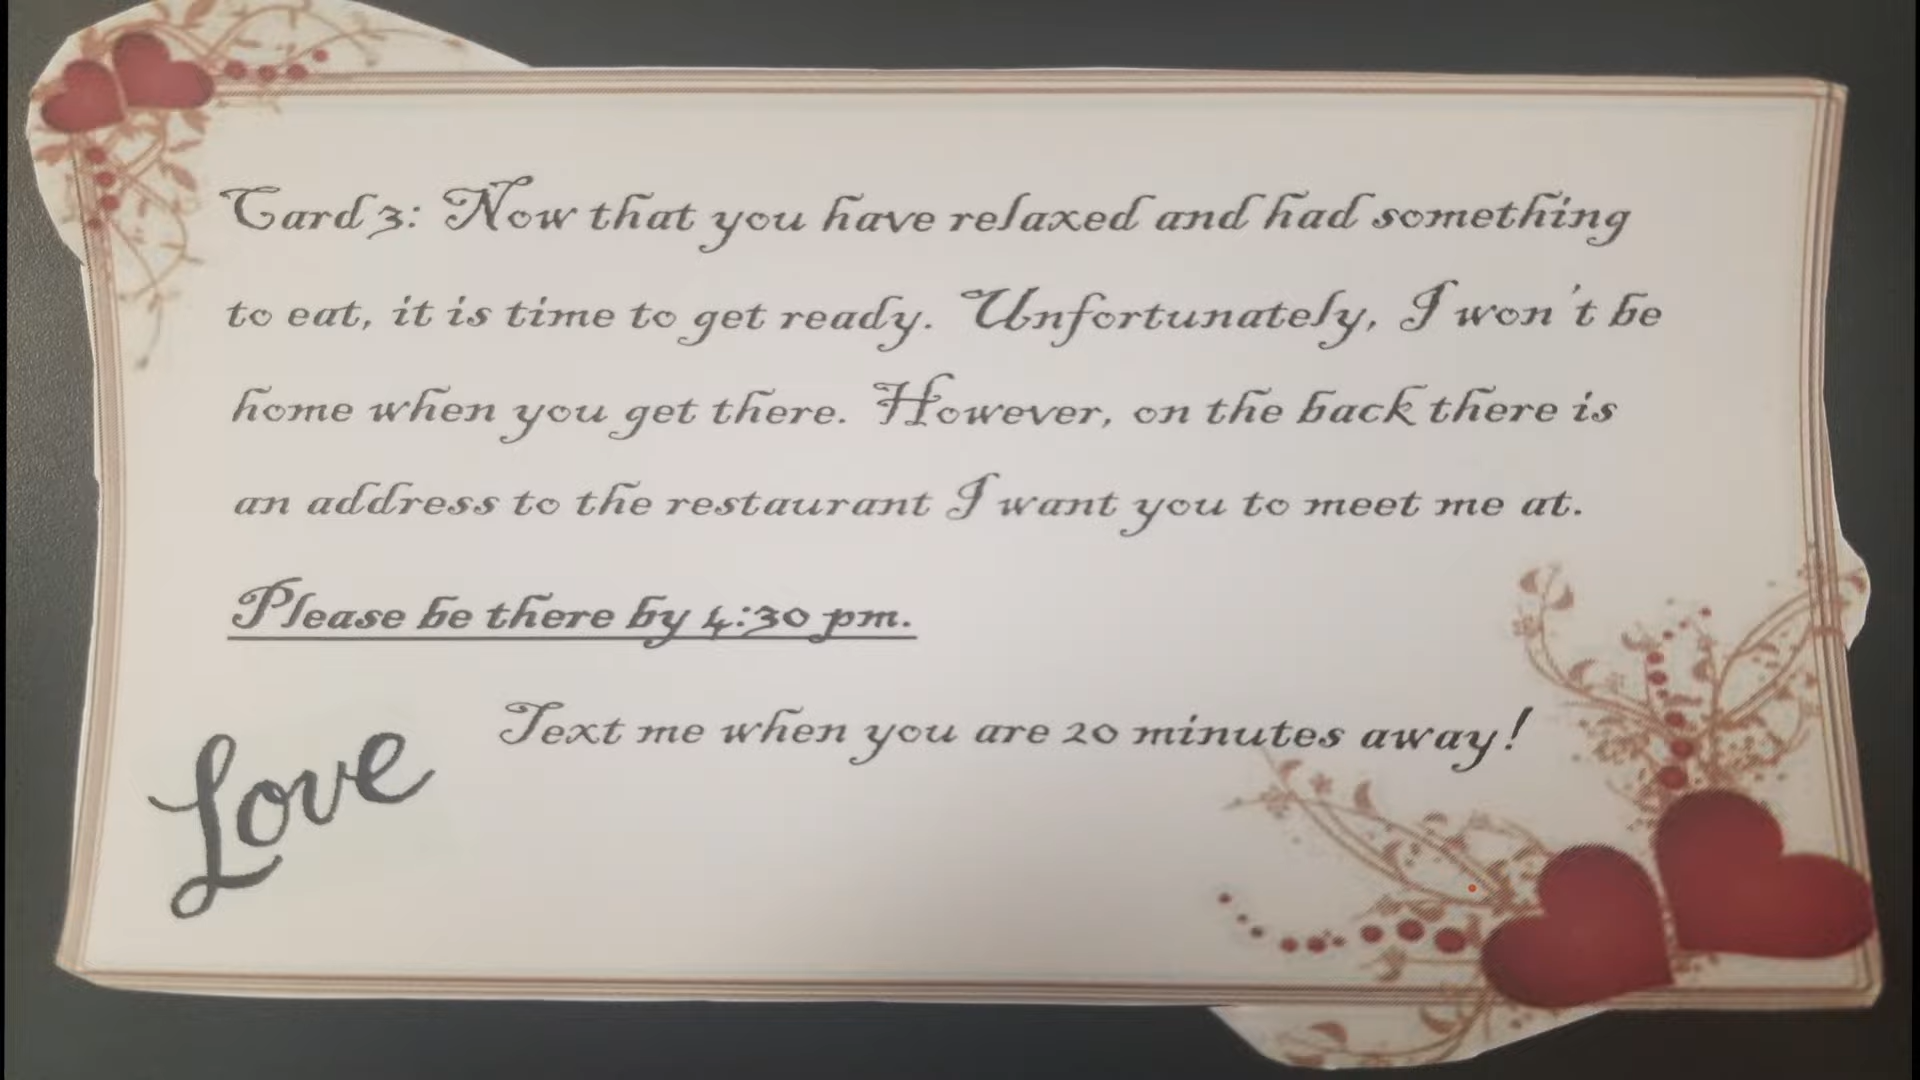 Card 3: Now that you have relaxed and had something
to eat, it is time to get ready. Unfortunately, I won't be
home when you get there. However, on the back there is
an address to the restaurant I want you to meet me at.
Please be there by 4:30 pm.
Text me when you are 20 minutes away!
Love